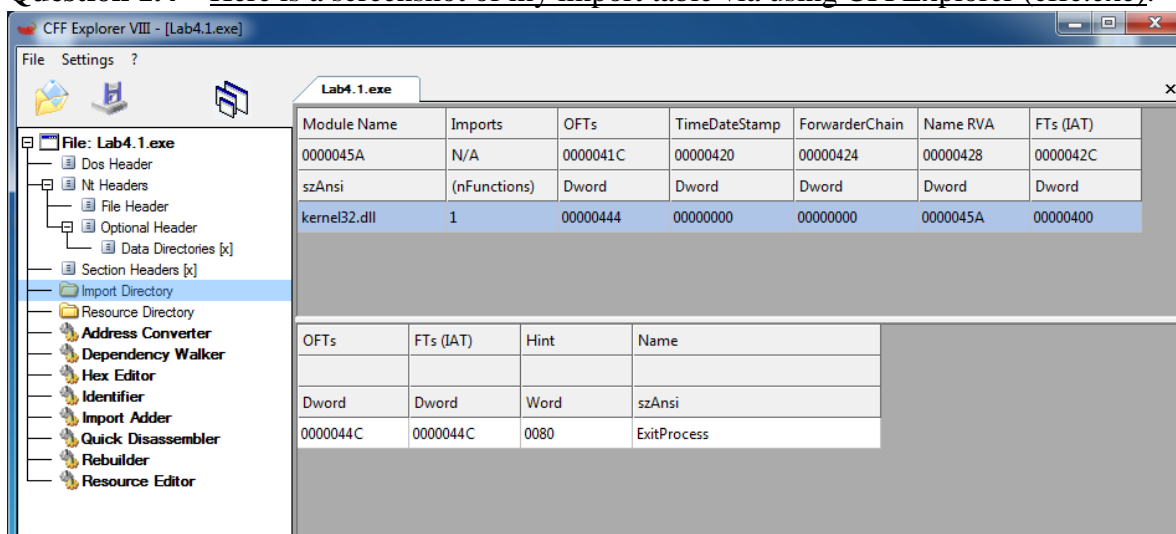 CFF Explorer VIII - [Lab4.1.exe]
File Settings ?
Lab4.1.exe
File: Lab4.1.exe
Dos Header
Nt Headers
File Header
Optional Header
Data Directories [x]
Section Headers [x]
Import Directory
Resource Directory
Address Converter
Dependency Walker
Hex Editor
Identifier
Import Adder
Quick Disassembler
Rebuilder
Resource Editor
Module Name Imports OFTs TimeDateStamp ForwarderChain Name RVA FTs (IAT)
0000045A N/A 0000041C 00000420 00000424 00000428 0000042C
szAnsi (nFunctions) Dword Dword Dword Dword Dword
kernel32.dll 1 00000444 00000000 00000000 0000045A 00000400
OFTs FTs (IAT) Hint Name
Dword Dword Word szAnsi
0000044C 0000044C 0080 ExitProcess